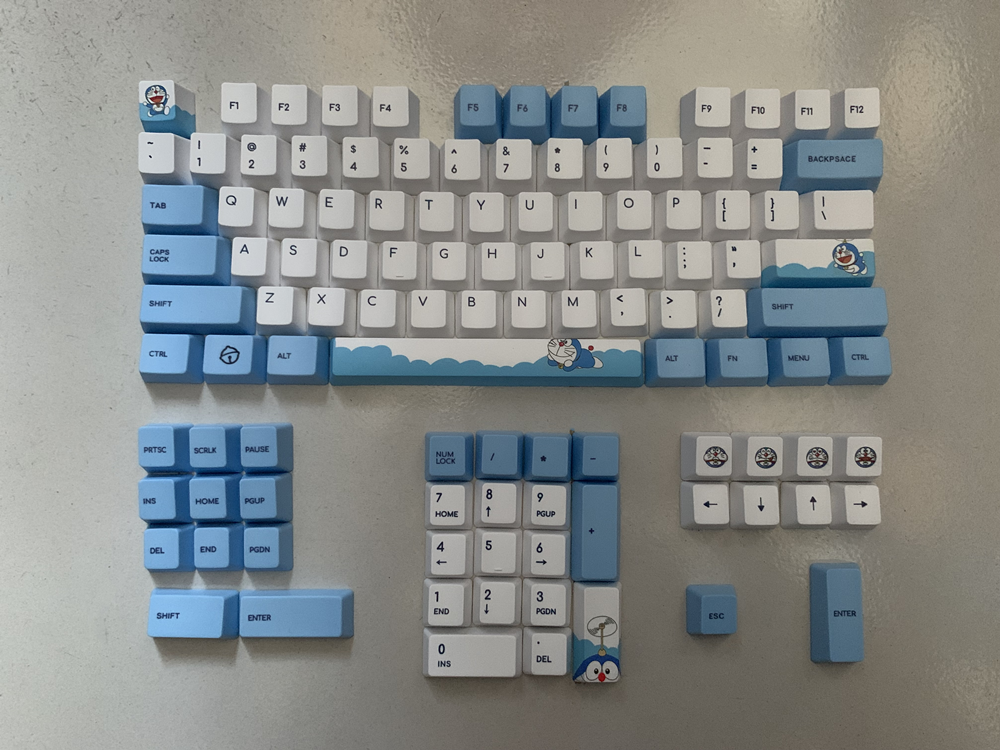 F1 F2 F3 F4 F5 F6 F7 F8 F9 F10 F11 F12
~ ! @ # $ % ^ & * ( ) — +
` 1 2 3 4 5 6 7 8 9 0 - = BACKPSACE
TAB Q W E R T Y U I O P { } |
[ ] \
CAPS
LOCK A S D F G H J K L : "
; '
SHIFT Z X C V B N M < > ? SHIFT
, . /
CTRL ALT ALT FN MENU CTRL
PRTSC SCRLK PAUSE
INS HOME PGUP
DEL END PGDN
SHIFT ENTER
NUM
LOCK / * -
7 8 9
HOME ↑ PGUP
+
4 5 6
← →
1 2 3
END ↓ PGDN
0 .
INS DEL
← ↓ ↑ →
ESC ENTER